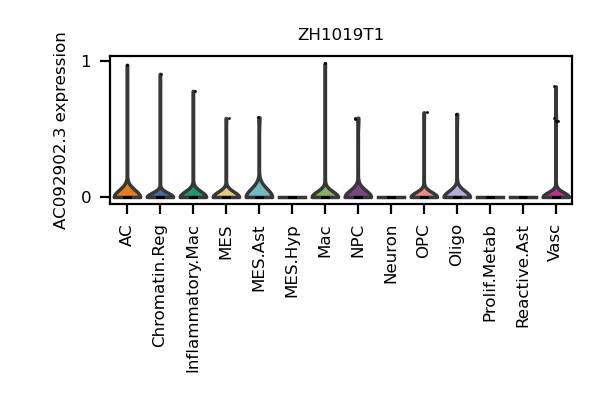 ZH1019T1
AC092902.3 expression
1
0
AC
Chromatin.Reg
Inflammatory.Mac
MES
MES.Ast
MES.Hyp
Mac
NPC
Neuron
OPC
Oligo
Prolif.Metab
Reactive.Ast
Vasc